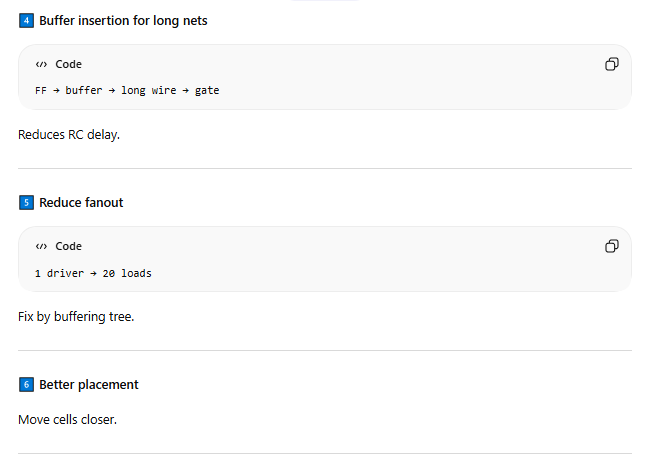 4 Buffer insertion for long nets
</> Code
FF → buffer → long wire → gate
Reduces RC delay.
5 Reduce fanout
</> Code
1 driver → 20 loads
Fix by buffering tree.
6 Better placement
Move cells closer.